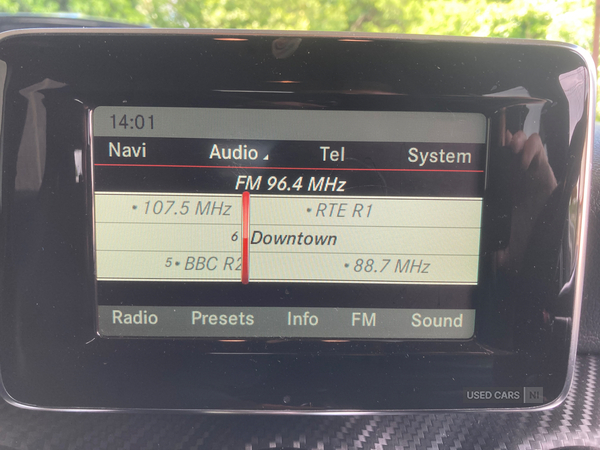 14:01
Navi Audio Tel System
FM 96.4 MHz
107.5 MHz RTE R1
6 Downtown
5 BBC R2 88.7 MHz
Radio Presets Info FM Sound
USED CARS NI